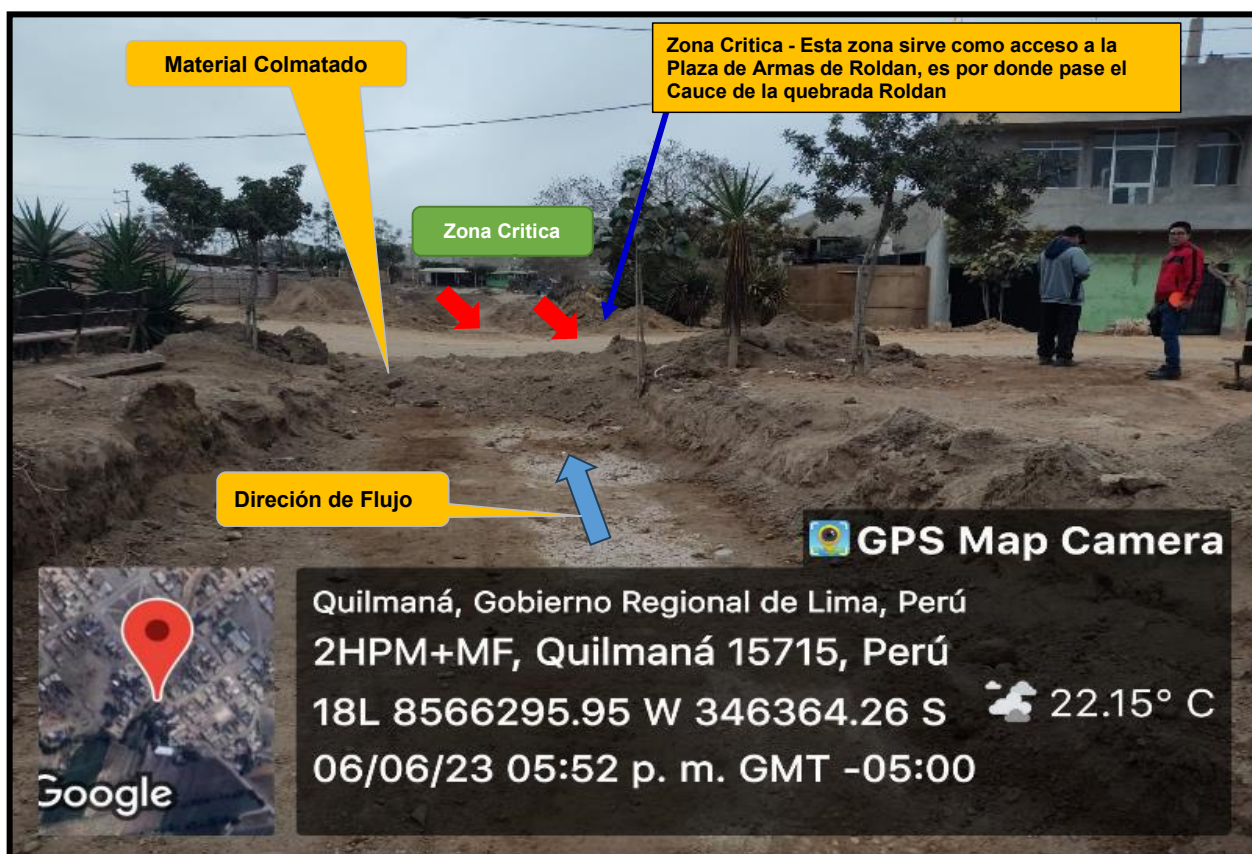 Material Colmatado
Zona Critica - Esta zona sirve como acceso a la
Plaza de Armas de Roldan, es por donde pase el
Cauce de la quebrada Roldan
Zona Critica
Direción de Flujo
GPS Map Camera
Quilmaná, Gobierno Regional de Lima, Perú
2HPM+MF, Quilmaná 15715, Perú
18L 8566295.95 W 346364.26 S
22.15° C
06/06/23 05:52 p. m. GMT -05:00
Google